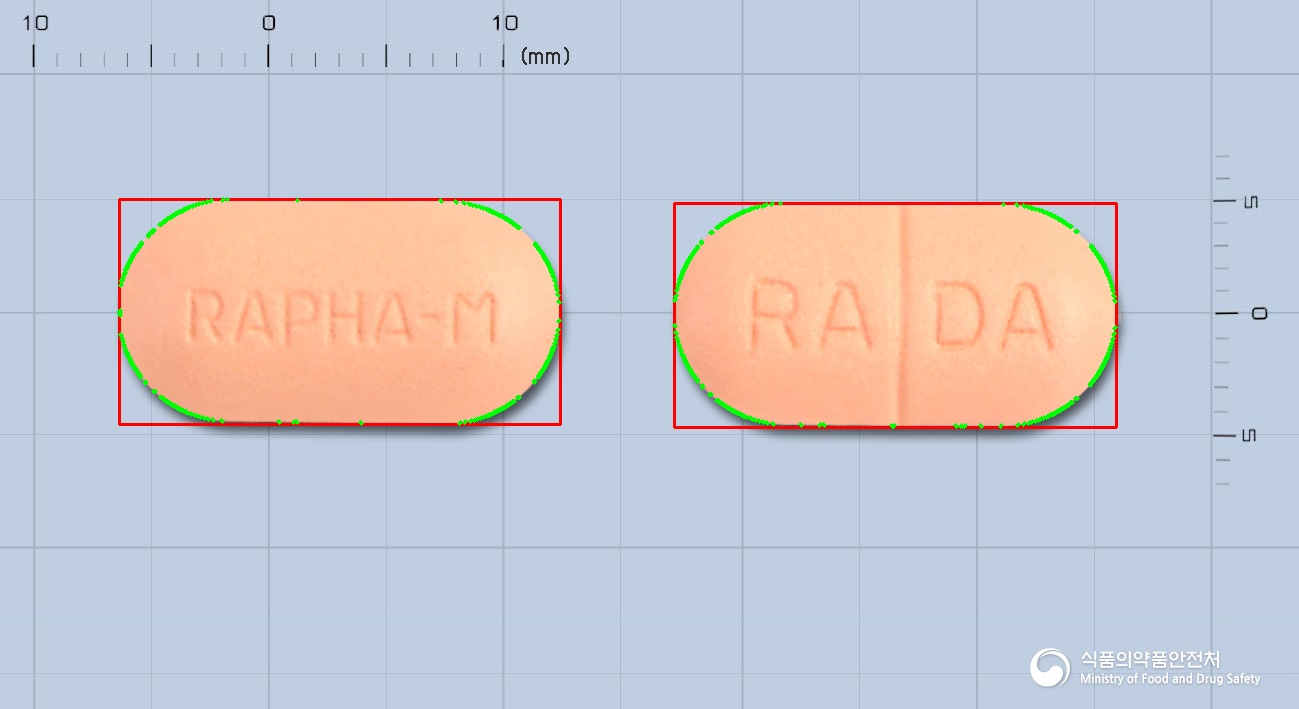 10 0 10
(mm)
RAPHA-M
RA DA
5
0
5
식품의약품안전처
Ministry of Food and Drug Safety